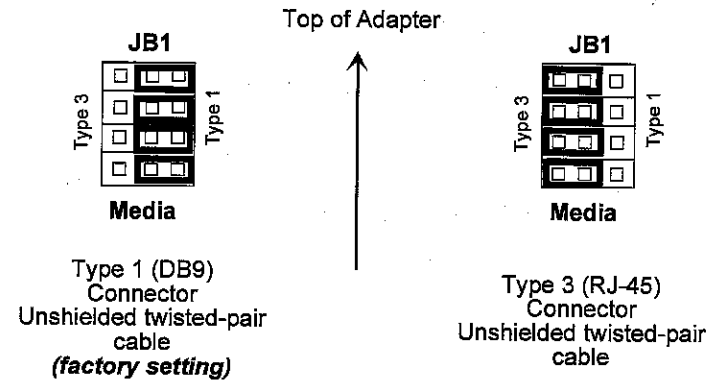 Top of Adapter
JB1
Type 3
Type 1
Media
Type 1 (DB9)
Connector
Unshielded twisted-pair
cable
(factory setting)
JB1
Type 3
Type 1
Media
Type 3 (RJ-45)
Connector
Unshielded twisted-pair
cable